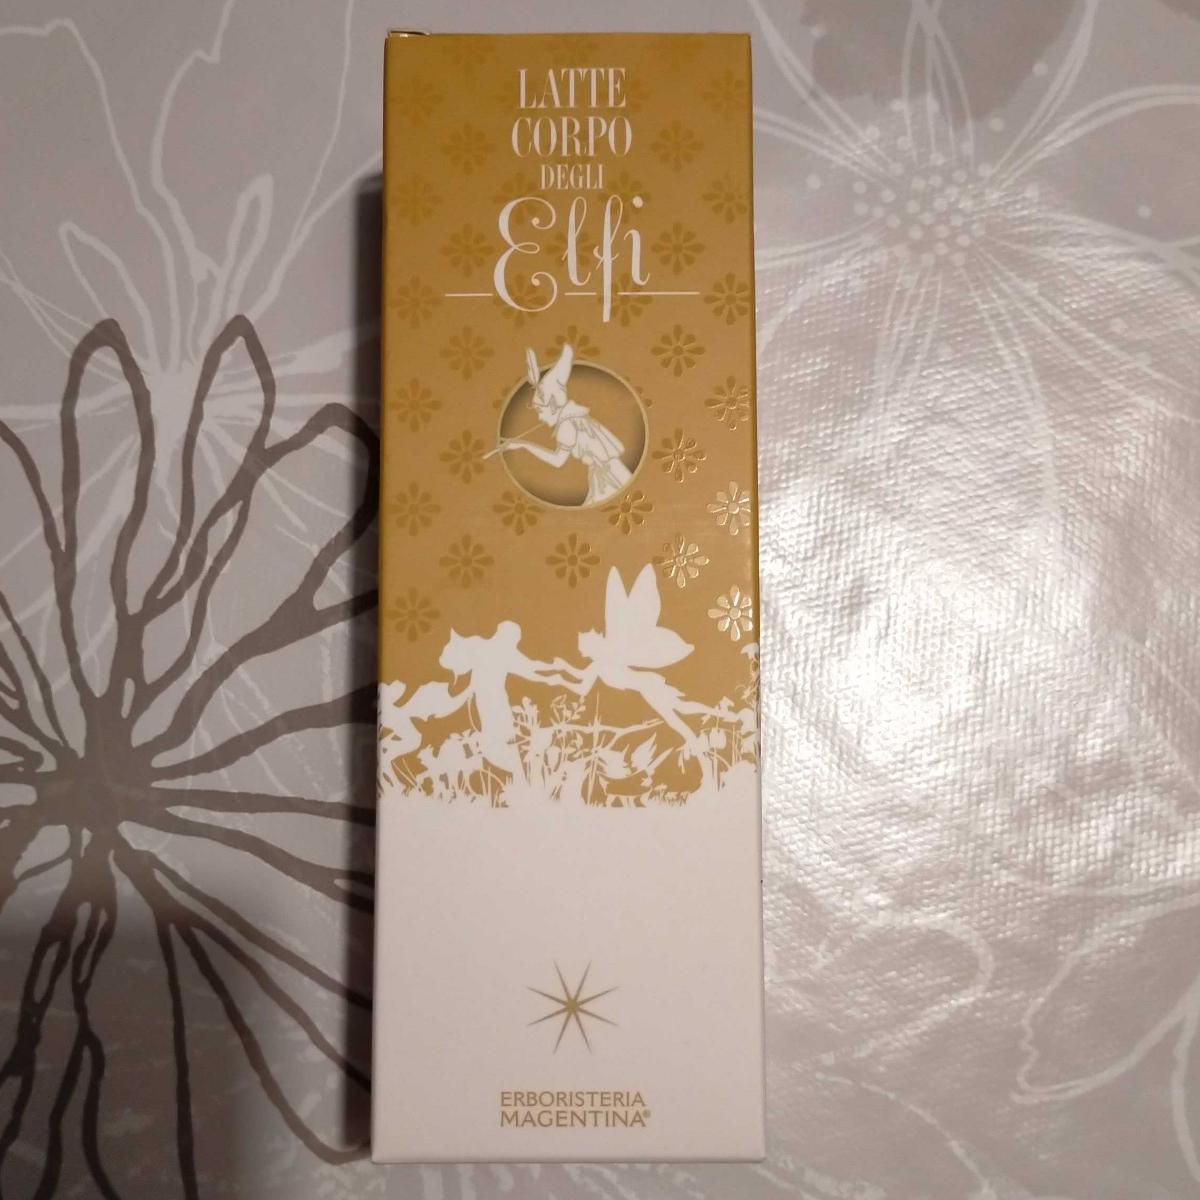 LATTE
CORPO
DEGLI
Elfi
ERBORISTERIA
MAGENTINA®